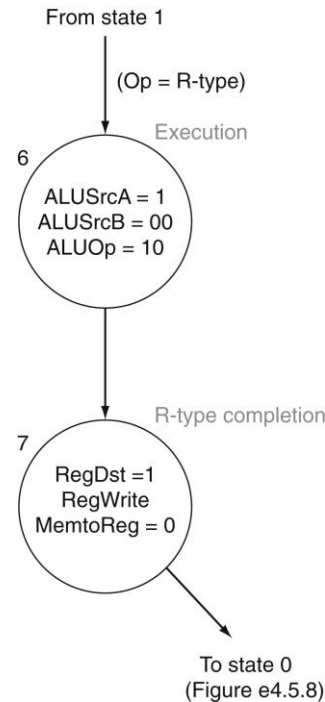 From state 1
(Op = R-type)
Execution
6
ALUSrcA = 1
ALUSrcB = 00
ALUOp = 10
R-type completion
7
RegDst =1
RegWrite
MemtoReg = 0
To state 0
(Figure e4.5.8)